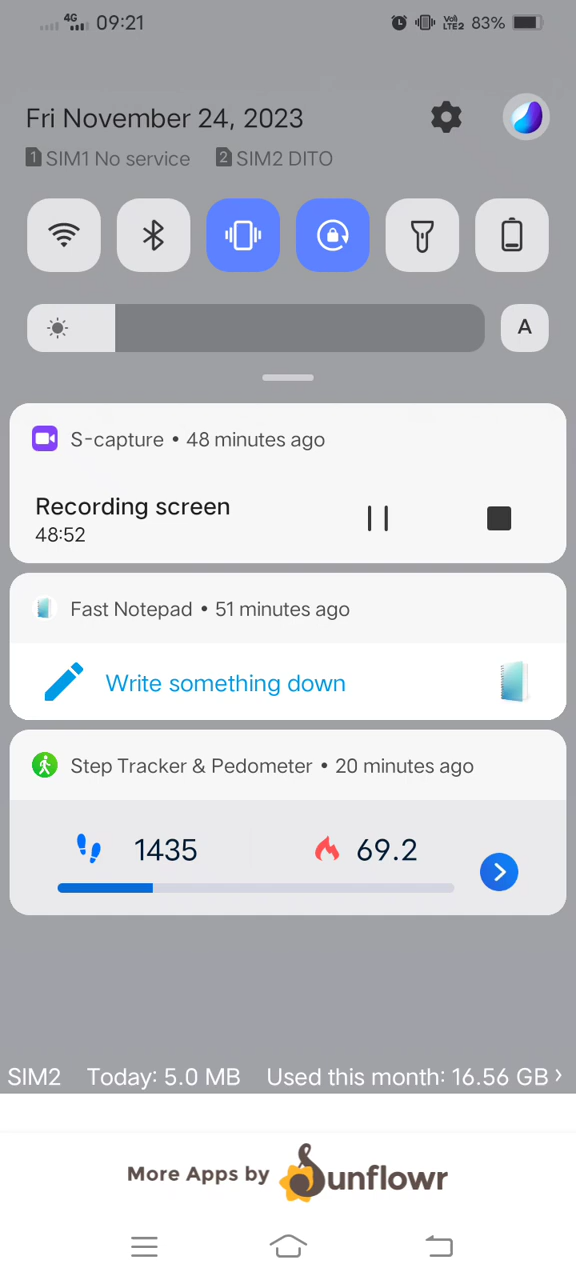 4G 09:21 VoI) LTE2 83%
Fri November 24, 2023
1 SIM1 No service 2 SIM2 DITO
A
S-capture • 48 minutes ago
Recording screen
48:52
Fast Notepad • 51 minutes ago
Write something down
Step Tracker & Pedometer • 20 minutes ago
1435 69.2
SIM2 Today: 5.0 MB Used this month: 16.56 GB ›
More Apps by Sunflowr